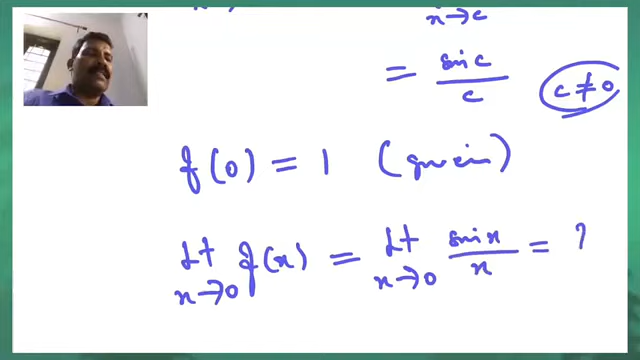 x→c
= sin c / c   c ≠ 0
f(0) = 1 (given)
Lt x→0 f(x) = Lt x→0 sin x / x = ?